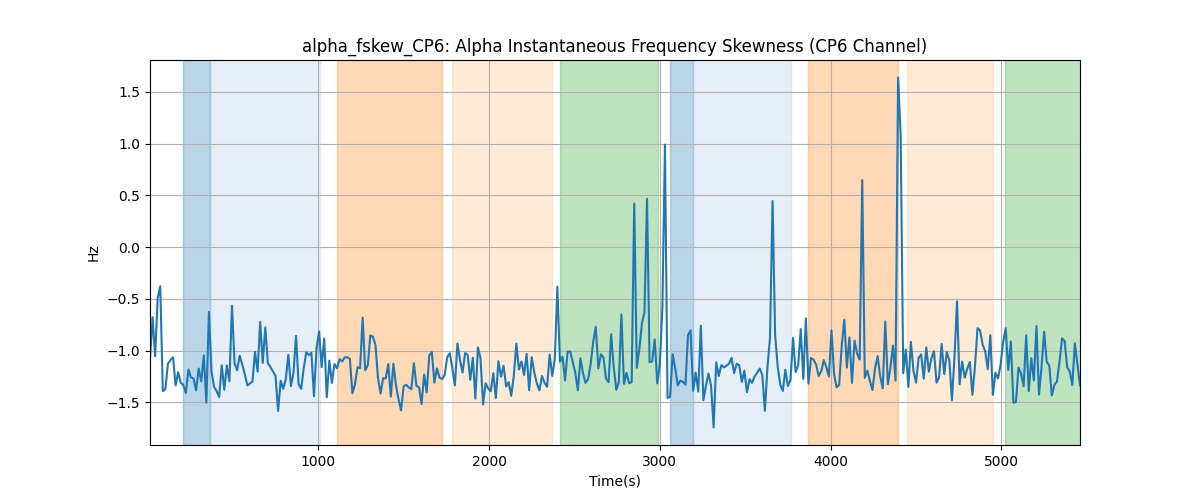 alpha_fskew_CP6: Alpha Instantaneous Frequency Skewness (CP6 Channel)
1.5
1.0
0.5
0.0
−0.5
−1.0
−1.5
Hz
1000 2000 3000 4000 5000
Time(s)